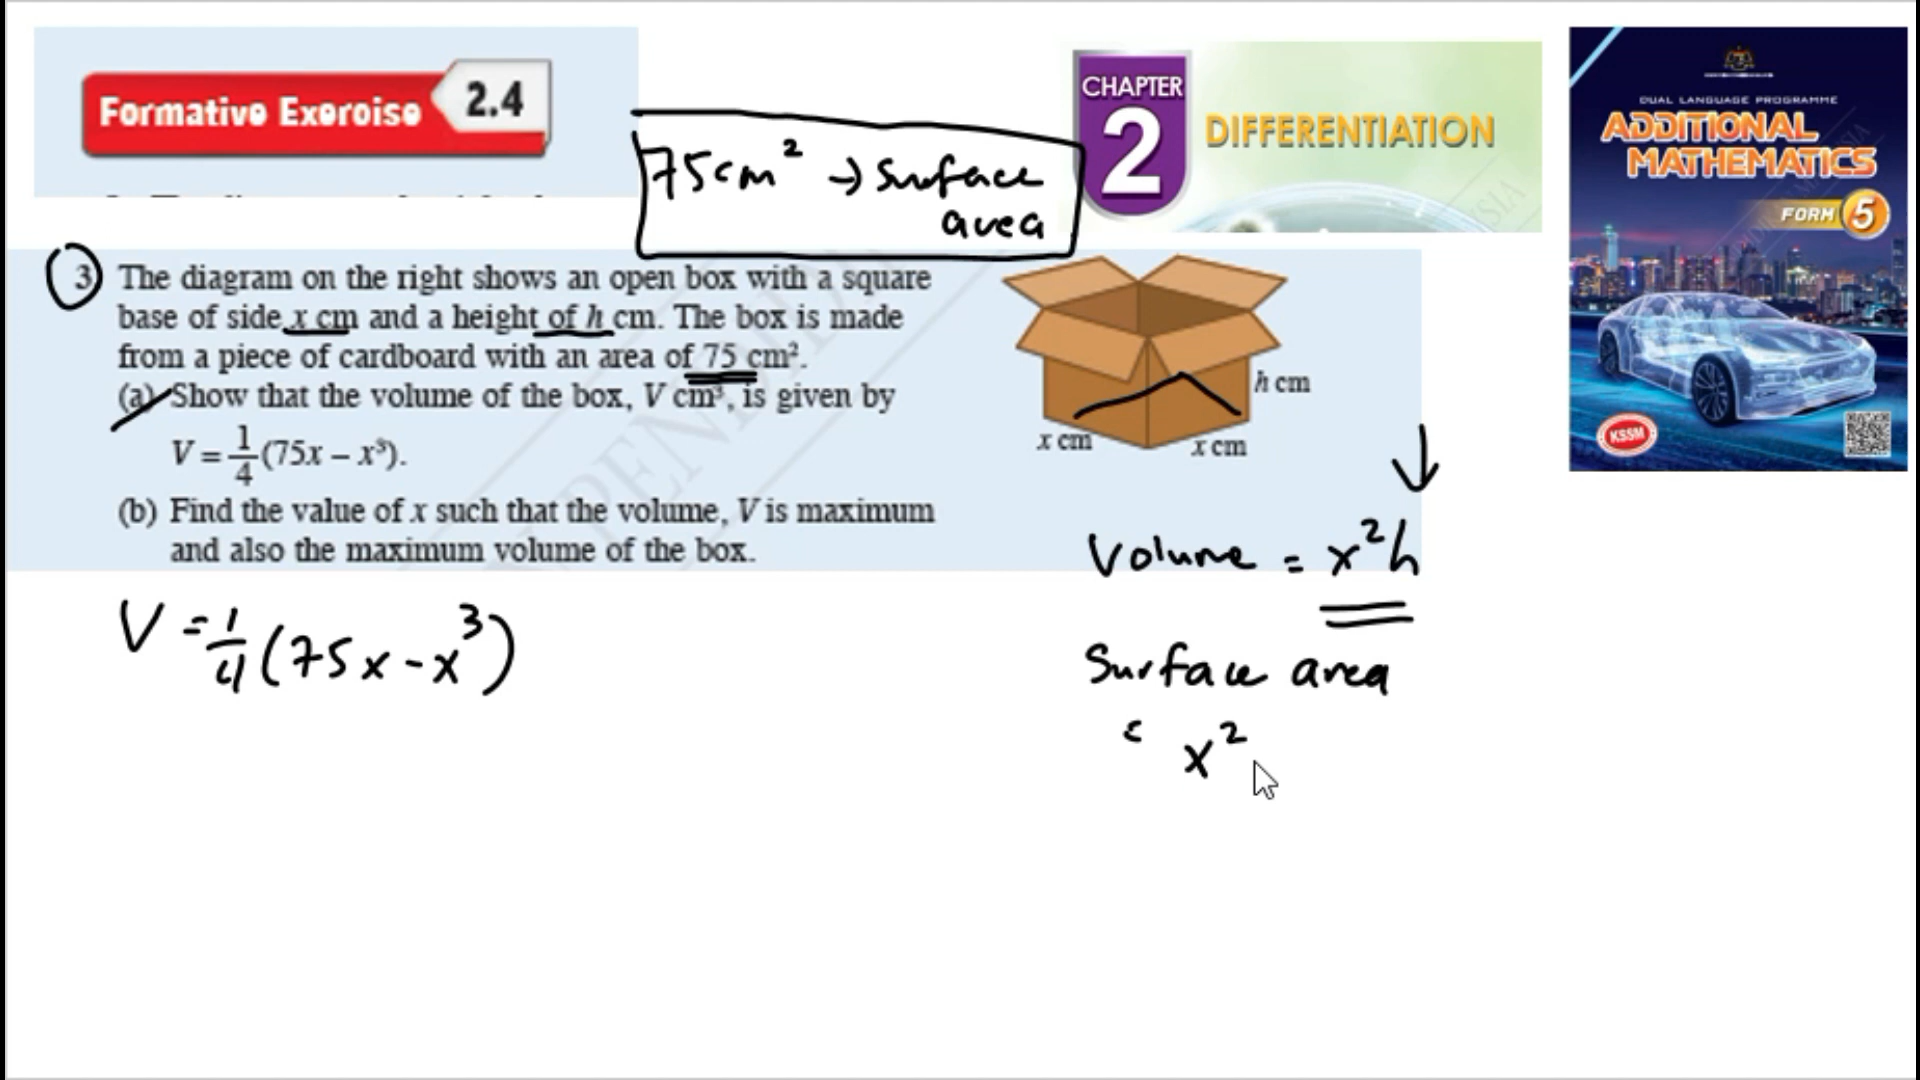 Formative Exercise 2.4
75cm² → Surface
area
CHAPTER
2
DIFFERENTIATION
DUAL LANGUAGE PROGRAMME
ADDITIONAL
MATHEMATICS
FORM 5
KSSM
3 The diagram on the right shows an open box with a square
base of side x cm and a height of h cm. The box is made
from a piece of cardboard with an area of 75 cm².
(a) Show that the volume of the box, V cm³, is given by
V = 1/4 (75x – x³).
(b) Find the value of x such that the volume, V is maximum
and also the maximum volume of the box.
h cm
x cm
x cm
V = 1/4 (75x - x³)
Volume = x²h
Surface area
= x²